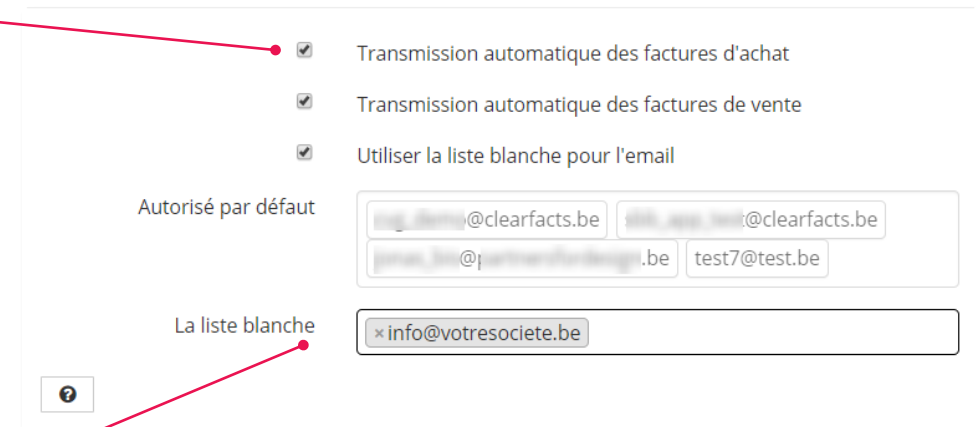 Transmission automatique des factures d'achat
Transmission automatique des factures de vente
Utiliser la liste blanche pour l'email
Autorisé par défaut
@clearfacts.be @clearfacts.be
@ .be test7@test.be
La liste blanche
×info@votresociete.be
?